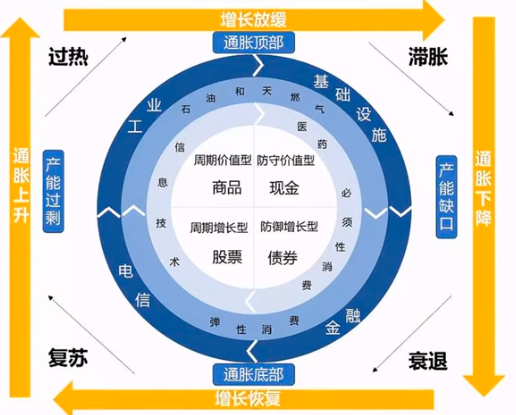 增长放缓
通胀顶部
过热
滞胀
工业
石油和天燃气
基础设施
信息技术
医药
周期价值型
防守价值型
商品
现金
通胀上升
产能过剩
产能缺口
通胀下降
周期增长型
防御增长型
股票
债券
必须性消费
电信
弹性消费
金融
复苏
衰退
通胀底部
增长恢复